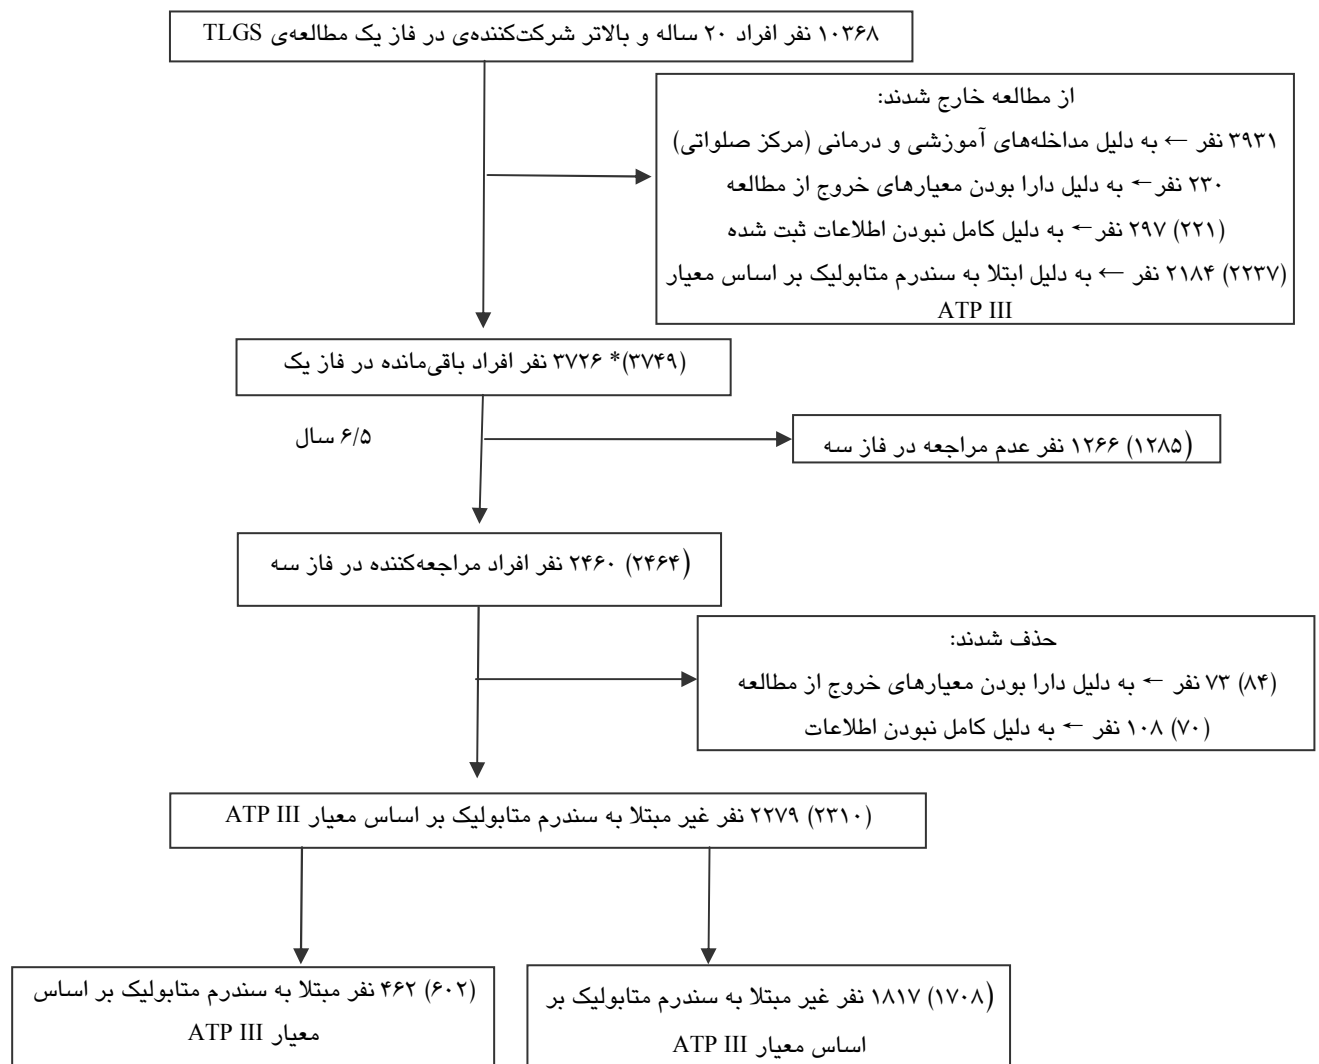 ۱۰۳۶۸ نفر افراد ۲۰ ساله و بالاتر شرکت‌کننده‌ی در فاز یک مطالعه‌ی TLGS
از مطالعه خارج شدند:
۳۹۳۱ نفر ← به دلیل مداخله‌های آموزشی و درمانی (مرکز صلواتی)
۲۳۰ نفر ← به دلیل دارا بودن معیارهای خروج از مطالعه
(۲۲۱) ۲۹۷ نفر ← به دلیل کامل نبودن اطلاعات ثبت شده
(۲۲۳۷) ۲۱۸۴ نفر ← به دلیل ابتلا به سندرم متابولیک بر اساس معیار
ATP III
(۳۷۴۹)* ۳۷۲۶ نفر افراد باقی‌مانده در فاز یک
۶/۵ سال
(۱۲۸۵) ۱۲۶۶ نفر عدم مراجعه در فاز سه
(۲۴۶۴) ۲۴۶۰ نفر افراد مراجعه‌کننده در فاز سه
حذف شدند:
(۸۴) ۷۳ نفر ← به دلیل دارا بودن معیارهای خروج از مطالعه
(۷۰) ۱۰۸ نفر ← به دلیل کامل نبودن اطلاعات
(۲۳۱۰) ۲۲۷۹ نفر غیر مبتلا به سندرم متابولیک بر اساس معیار ATP III
(۱۷۰۸) ۱۸۱۷ نفر غیر مبتلا به سندرم متابولیک بر
اساس معیار ATP III
(۶۰۲) ۴۶۲ نفر مبتلا به سندرم متابولیک بر اساس
معیار ATP III